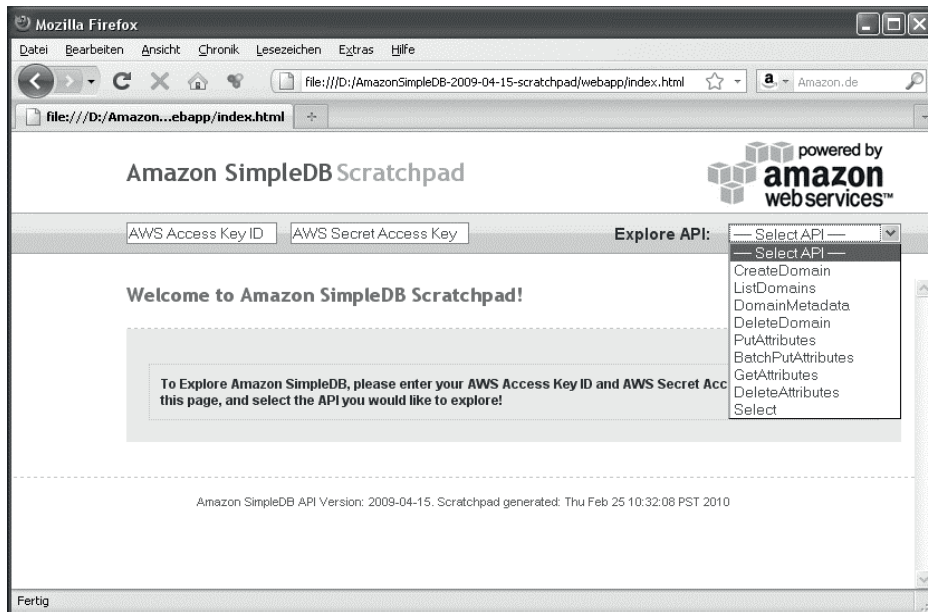 Mozilla Firefox
Datei Bearbeiten Ansicht Chronik Lesezeichen Extras Hilfe
file:///D:/AmazonSimpleDB-2009-04-15-scratchpad/webapp/index.html
a Amazon.de
file:///D:/Amazon...ebapp/index.html
Amazon SimpleDB Scratchpad
powered by
amazon
web services™
AWS Access Key ID
AWS Secret Access Key
Explore API:
— Select API —
— Select API —
CreateDomain
ListDomains
DomainMetadata
DeleteDomain
PutAttributes
BatchPutAttributes
GetAttributes
DeleteAttributes
Select
Welcome to Amazon SimpleDB Scratchpad!
To Explore Amazon SimpleDB, please enter your AWS Access Key ID and AWS Secret Acc
this page, and select the API you would like to explore!
Amazon SimpleDB API Version: 2009-04-15. Scratchpad generated: Thu Feb 25 10:32:08 PST 2010
Fertig